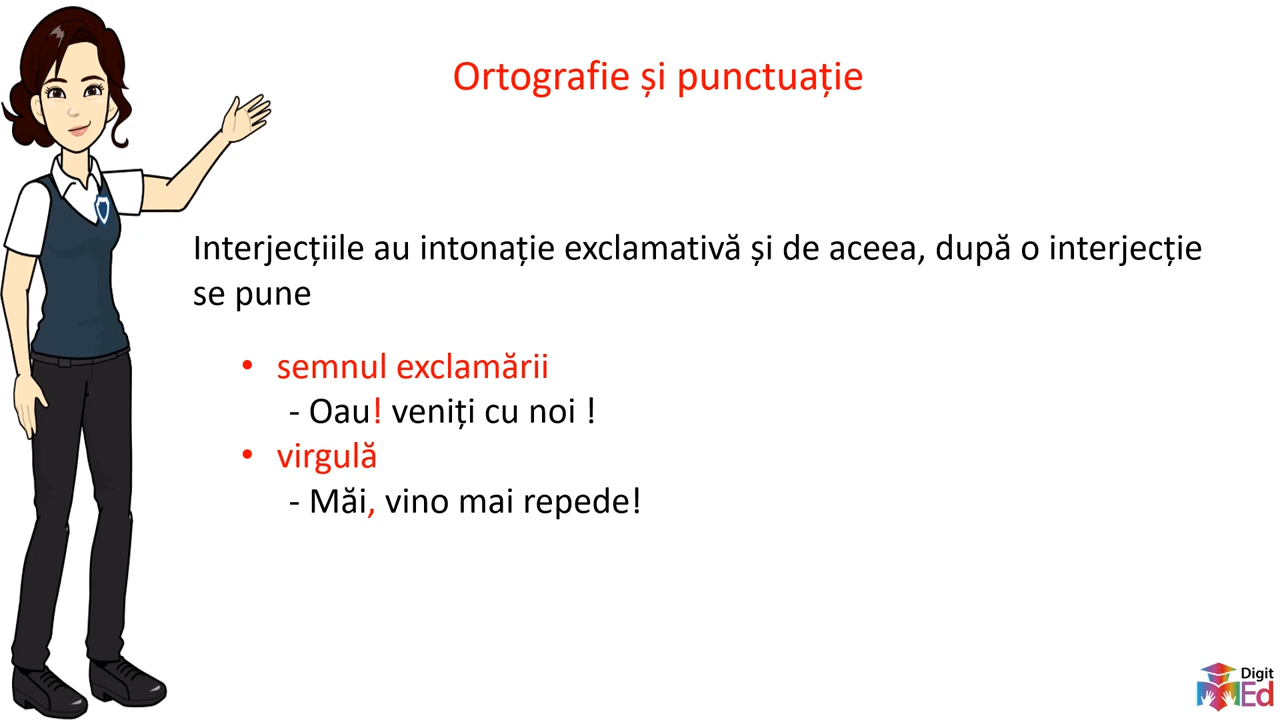 Ortografie și punctuație
Interjecțiile au intonație exclamativă și de aceea, după o interjecție
se pune
• semnul exclamării
- Oau! veniți cu noi !
• virgulă
- Măi, vino mai repede!
Digit
Ed